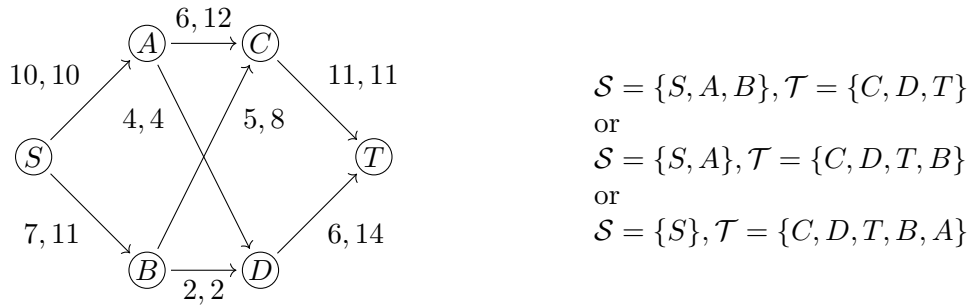 6, 12
A
C
10, 10
11, 11
4, 4
5, 8
S
T
7, 11
6, 14
B
D
2, 2
𝒮 = {S, A, B}, 𝒯 = {C, D, T}
or
𝒮 = {S, A}, 𝒯 = {C, D, T, B}
or
𝒮 = {S}, 𝒯 = {C, D, T, B, A}